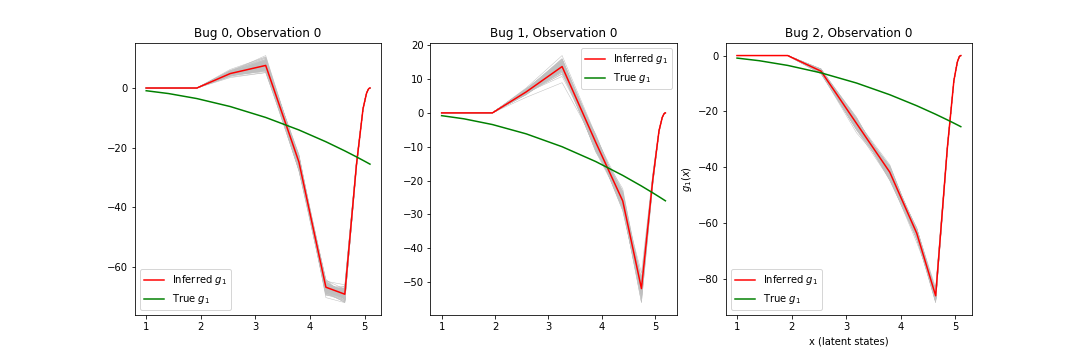 Bug 0, Observation 0
0
−20
−40
−60
1 2 3 4 5
Inferred g₁
True g₁
Bug 1, Observation 0
20
10
0
−10
−20
−30
−40
−50
1 2 3 4 5
Inferred g₁
True g₁
Bug 2, Observation 0
g₁(x)
0
−20
−40
−60
−80
1 2 3 4 5
x (latent states)
Inferred g₁
True g₁